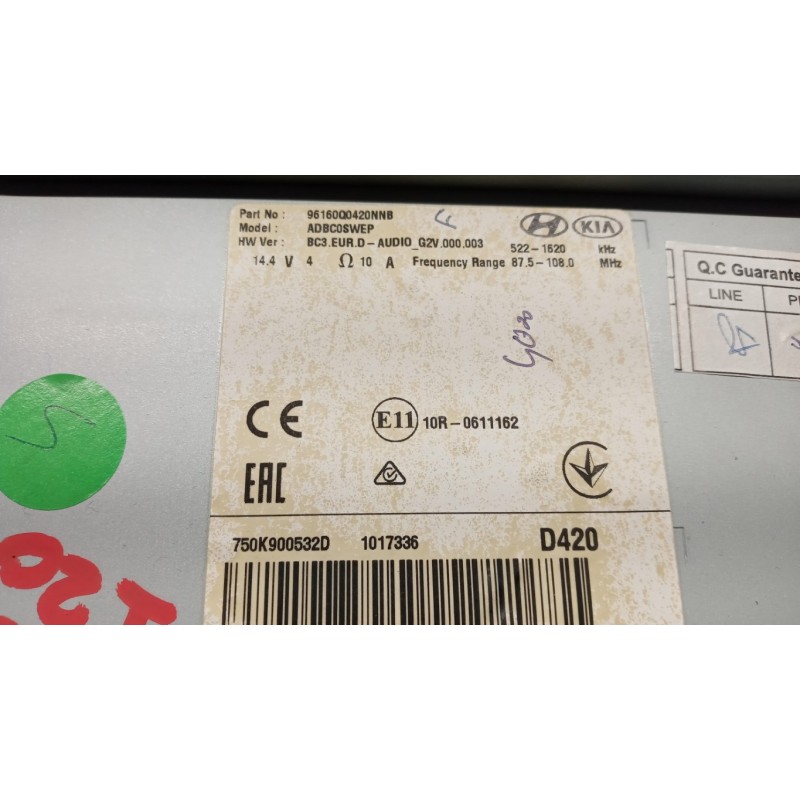 Part No : 96160Q0420NNB
Model : ADBC0SWEP
HW Ver : BC3.EUR.D-AUDIO_G2V.000.003 522-1620 kHz
14.4 V 4 Ω 10 A Frequency Range 87.5-108.0 MHz
KIA
Q.C Guarante
LINE
CE
E11 10R-0611162
EAC
750K900532D 1017336 D420